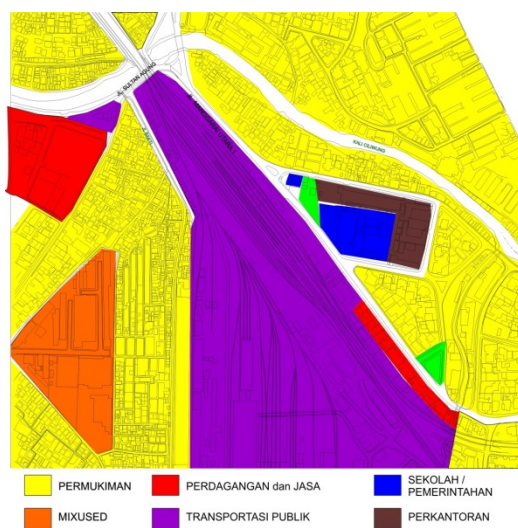 JL. SULTAN AGUNG
KALI CILIWUNG
PERMUKIMAN
PERDAGANGAN dan JASA
SEKOLAH /
PEMERINTAHAN
MIXUSED
TRANSPORTASI PUBLIK
PERKANTORAN